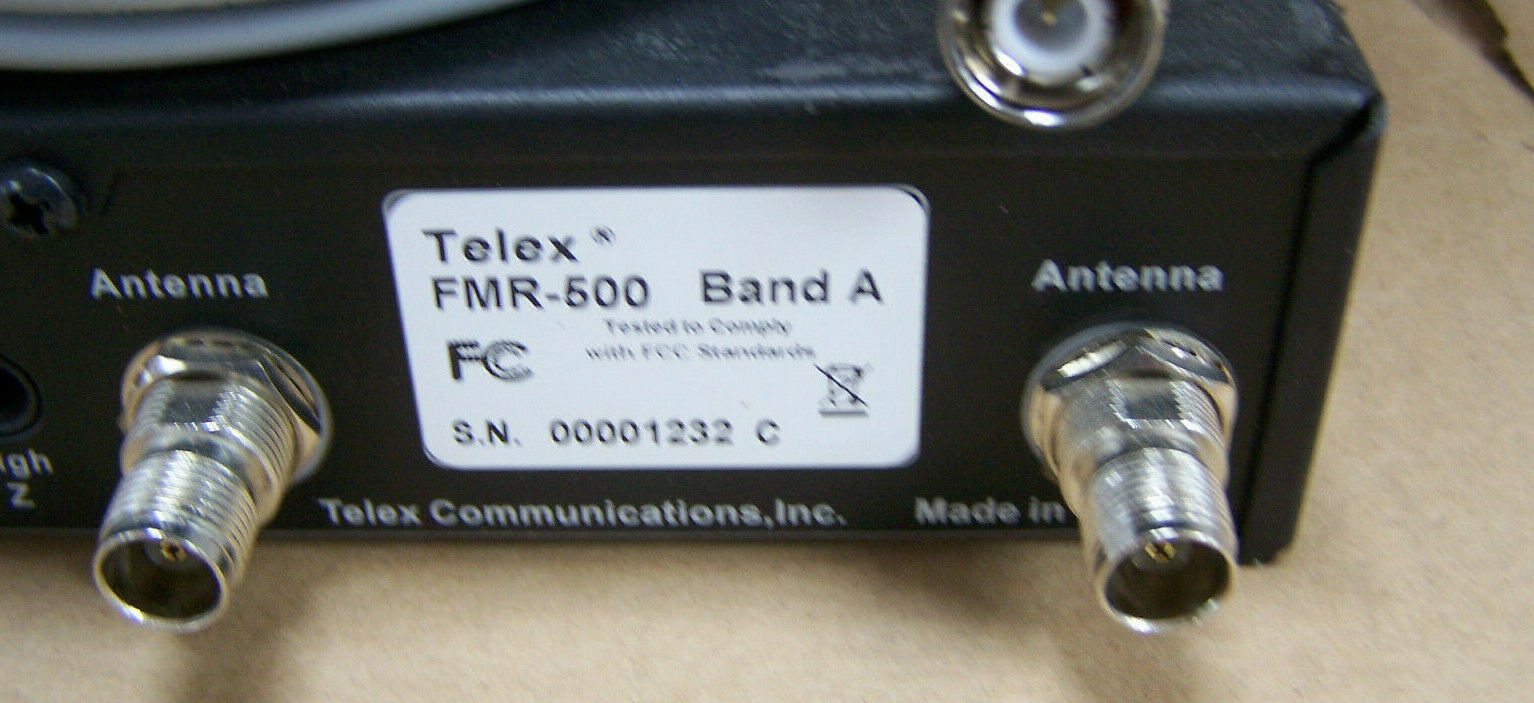 Antenna
Telex®
FMR-500 Band A
Tested to Comply
with FCC Standards
FC
S.N. 00001232 C
Antenna
Z
Telex Communications,Inc.
Made in